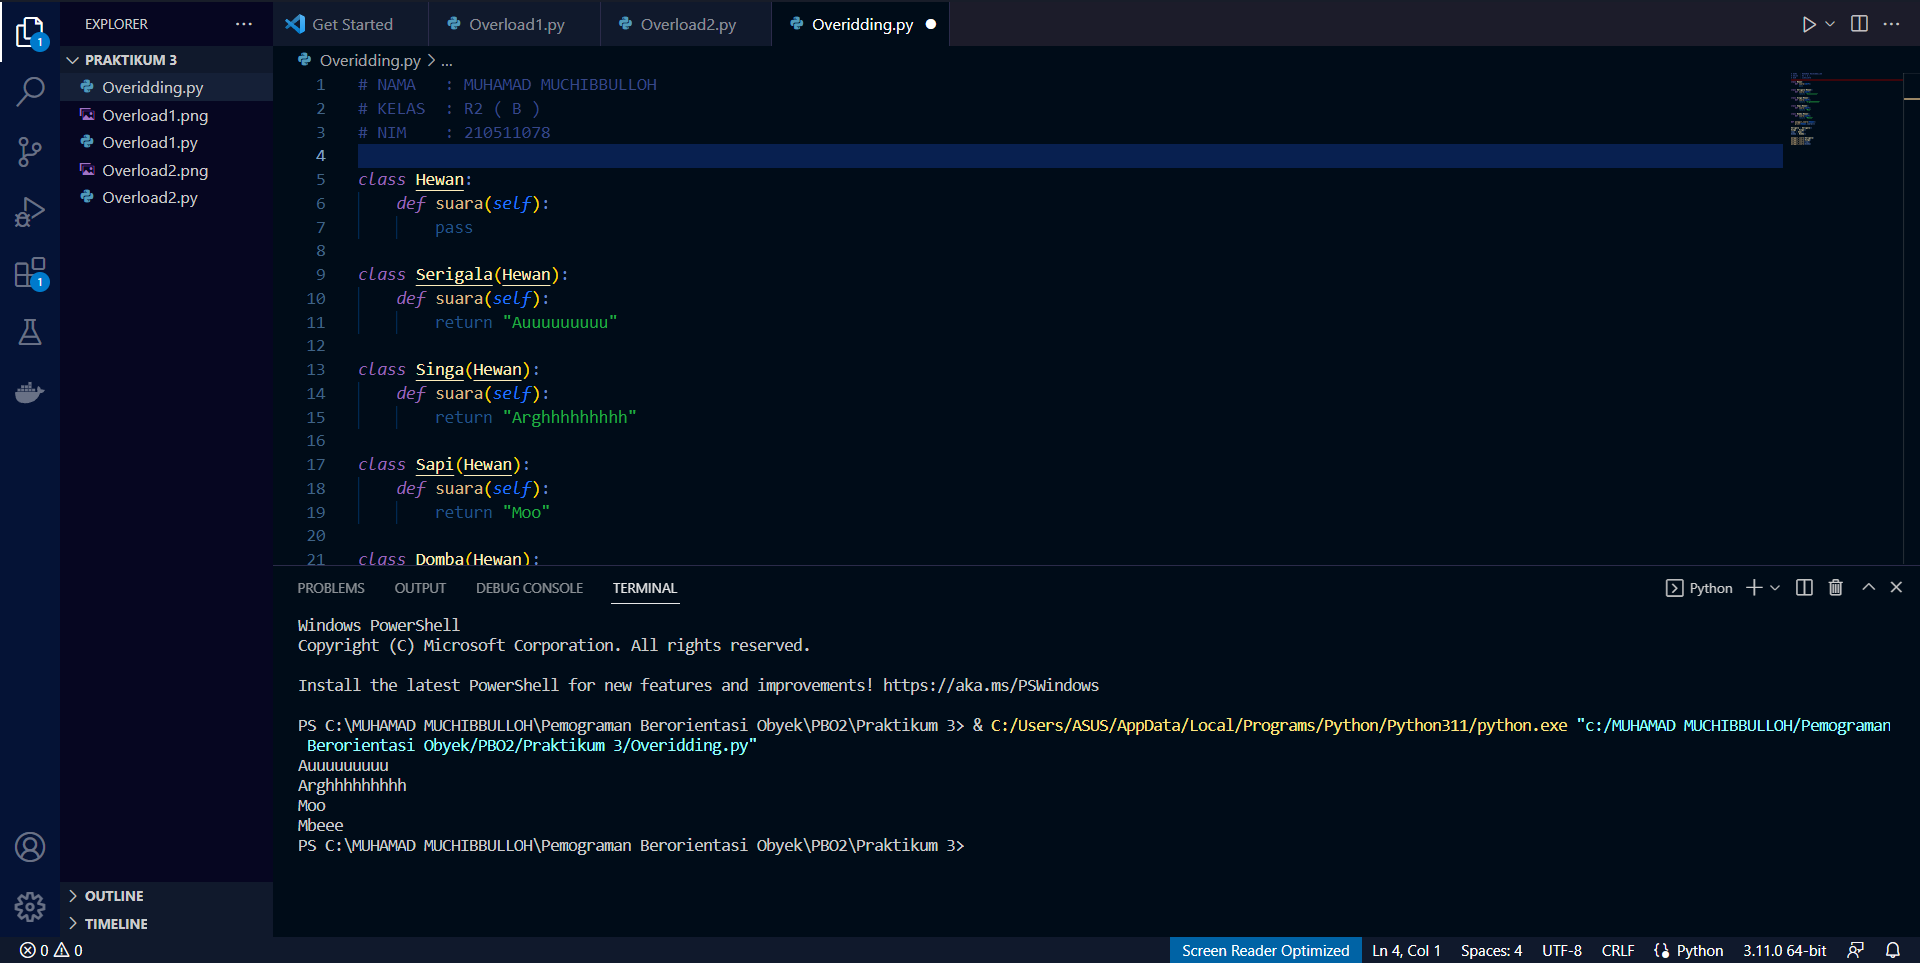 EXPLORER ...
Get Started
Overload1.py
Overload2.py
Overidding.py
PRAKTIKUM 3
Overidding.py
Overload1.png
Overload1.py
Overload2.png
Overload2.py
Overidding.py > ...
1 # NAMA   : MUHAMAD MUCHIBBULLOH
2 # KELAS  : R2 ( B )
3 # NIM    : 210511078
4
5 class Hewan:
6     def suara(self):
7         pass
8
9 class Serigala(Hewan):
10     def suara(self):
11         return "Auuuuuuuuu"
12
13 class Singa(Hewan):
14     def suara(self):
15         return "Arghhhhhhhhh"
16
17 class Sapi(Hewan):
18     def suara(self):
19         return "Moo"
20
21 class Domba(Hewan):
PROBLEMS OUTPUT DEBUG CONSOLE TERMINAL
Python
Windows PowerShell
Copyright (C) Microsoft Corporation. All rights reserved.
Install the latest PowerShell for new features and improvements! https://aka.ms/PSWindows
PS C:\MUHAMAD MUCHIBBULLOH\Pemograman Berorientasi Obyek\PBO2\Praktikum 3> & C:/Users/ASUS/AppData/Local/Programs/Python/Python311/python.exe "c:/MUHAMAD MUCHIBBULLOH/Pemograman
Berorientasi Obyek/PBO2/Praktikum 3/Overidding.py"
Auuuuuuuuu
Arghhhhhhhhh
Moo
Mbeee
PS C:\MUHAMAD MUCHIBBULLOH\Pemograman Berorientasi Obyek\PBO2\Praktikum 3>
1
1
OUTLINE
TIMELINE
0 0
Screen Reader Optimized Ln 4, Col 1 Spaces: 4 UTF-8 CRLF Python 3.11.0 64-bit